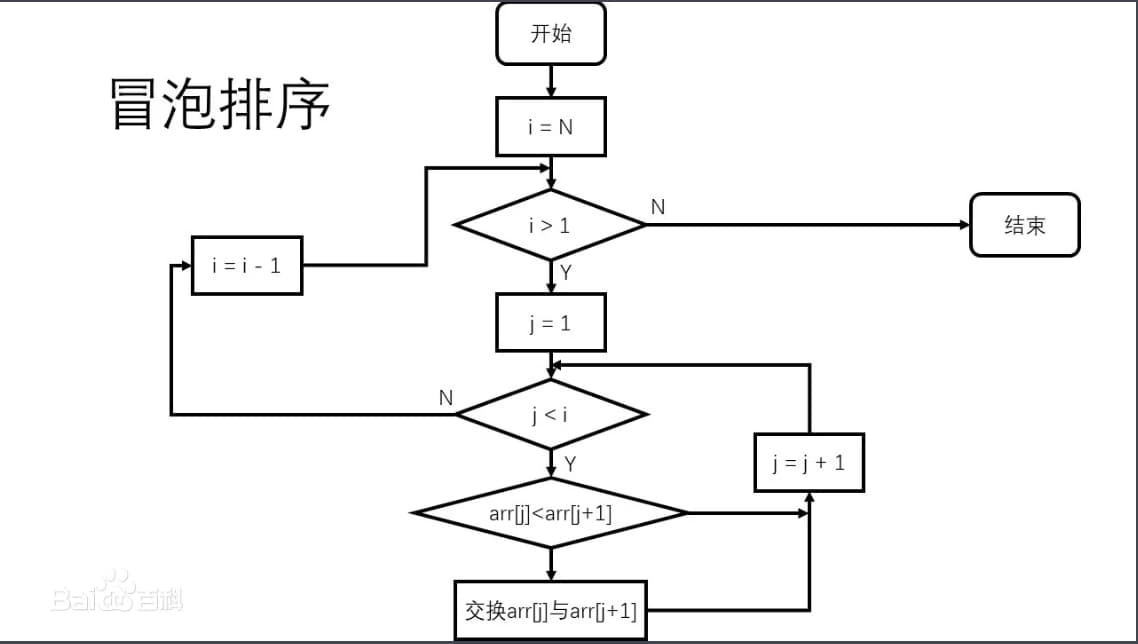 开始
冒泡排序
i = N
i > 1
N
结束
i = i - 1
Y
j = 1
N
j < i
Y
j = j + 1
arr[j]<arr[j+1]
交换arr[j]与arr[j+1]
Baidu百科